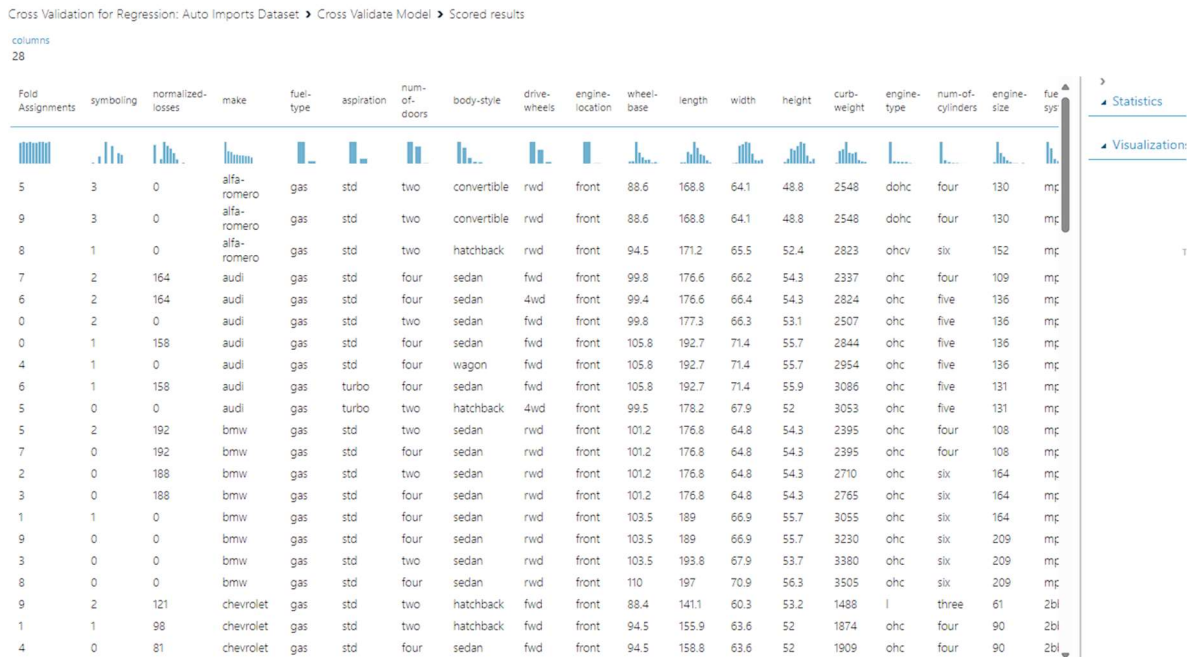 Cross Validation for Regression: Auto Imports Dataset > Cross Validate Model > Scored results
columns
28
Fold Assignments symboling normalized-losses make fuel-type aspiration num-of-doors body-style drive-wheels engine-location wheel-base length width height curb-weight engine-type num-of-cylinders engine-size fue sys
Statistics
Visualizations
5 3 0 alfa-romero gas std two convertible rwd front 88.6 168.8 64.1 48.8 2548 dohc four 130 mp
9 3 0 alfa-romero gas std two convertible rwd front 88.6 168.8 64.1 48.8 2548 dohc four 130 mp
8 1 0 alfa-romero gas std two hatchback rwd front 94.5 171.2 65.5 52.4 2823 ohcv six 152 mp
7 2 164 audi gas std four sedan fwd front 99.8 176.6 66.2 54.3 2337 ohc four 109 mp
6 2 164 audi gas std four sedan 4wd front 99.4 176.6 66.4 54.3 2824 ohc five 136 mp
0 2 0 audi gas std two sedan fwd front 99.8 177.3 66.3 53.1 2507 ohc five 136 mp
0 1 158 audi gas std four sedan fwd front 105.8 192.7 71.4 55.7 2844 ohc five 136 mp
4 1 0 audi gas std four wagon fwd front 105.8 192.7 71.4 55.7 2954 ohc five 136 mp
6 1 158 audi gas turbo four sedan fwd front 105.8 192.7 71.4 55.9 3086 ohc five 131 mp
5 0 0 audi gas turbo two hatchback 4wd front 99.5 178.2 67.9 52 3053 ohc five 131 mp
5 2 192 bmw gas std two sedan rwd front 101.2 176.8 64.8 54.3 2395 ohc four 108 mp
7 0 192 bmw gas std four sedan rwd front 101.2 176.8 64.8 54.3 2395 ohc four 108 mp
2 0 188 bmw gas std two sedan rwd front 101.2 176.8 64.8 54.3 2710 ohc six 164 mp
3 0 188 bmw gas std four sedan rwd front 101.2 176.8 64.8 54.3 2765 ohc six 164 mp
1 1 0 bmw gas std four sedan rwd front 103.5 189 66.9 55.7 3055 ohc six 164 mp
9 0 0 bmw gas std four sedan rwd front 103.5 189 66.9 55.7 3230 ohc six 209 mp
3 0 0 bmw gas std two sedan rwd front 103.5 193.8 67.9 53.7 3380 ohc six 209 mp
8 0 0 bmw gas std four sedan rwd front 110 197 70.9 56.3 3505 ohc six 209 mp
9 2 121 chevrolet gas std two hatchback fwd front 88.4 141.1 60.3 53.2 1488 l three 61 2bl
1 1 98 chevrolet gas std two hatchback fwd front 94.5 155.9 63.6 52 1874 ohc four 90 2bl
4 0 81 chevrolet gas std four sedan fwd front 94.5 158.8 63.6 52 1909 ohc four 90 2bl